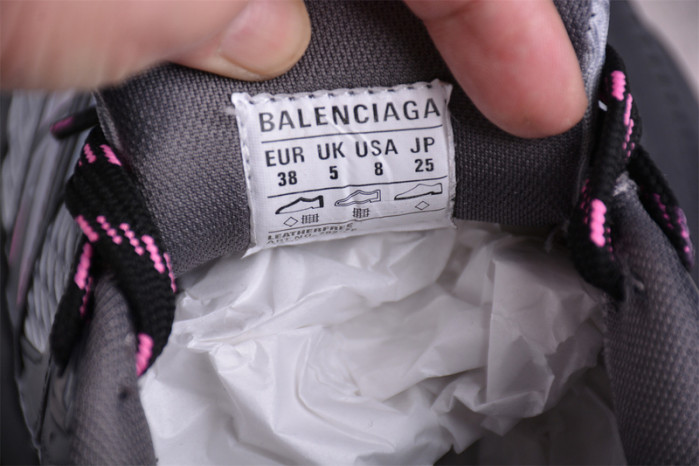 BALENCIAGA
EUR UK USA JP
38 5 8 25
LEATHERFREE